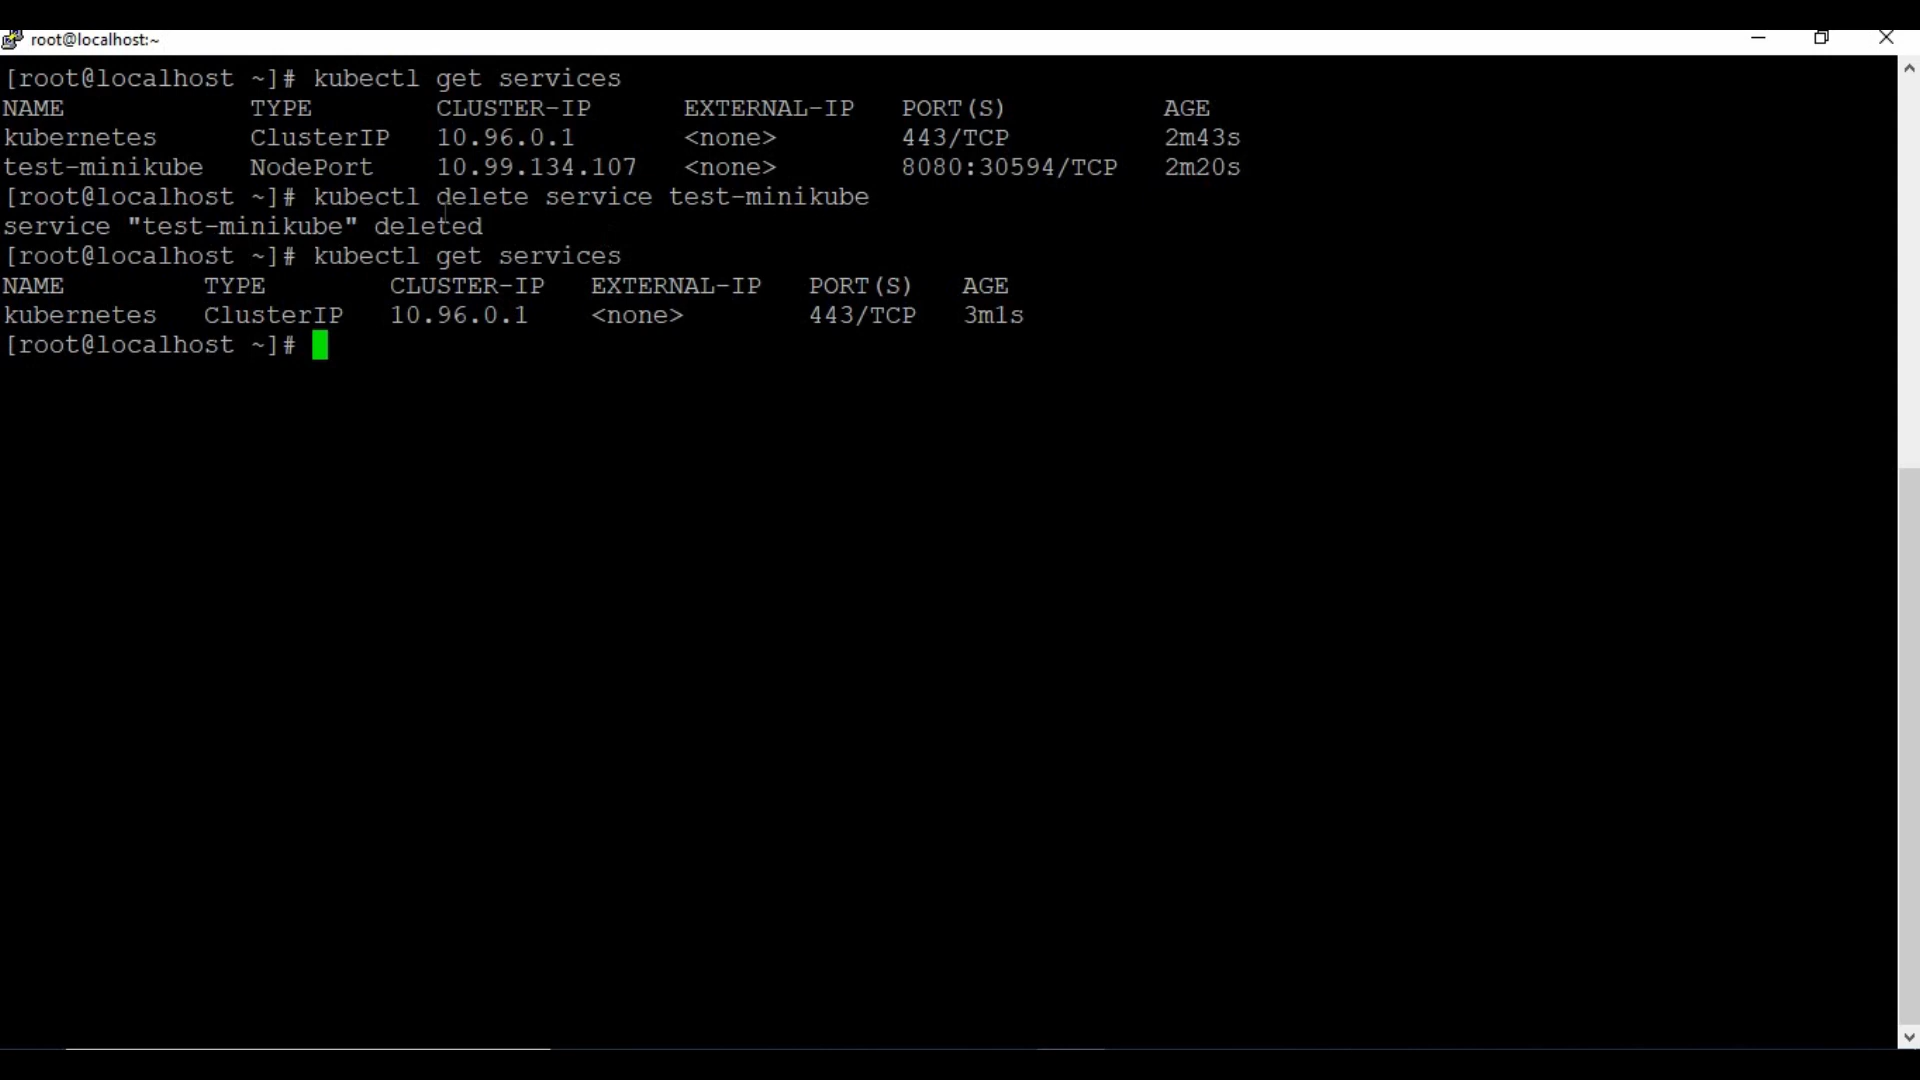 root@localhost:~
[root@localhost ~]# kubectl get services
NAME            TYPE        CLUSTER-IP      EXTERNAL-IP   PORT(S)          AGE
kubernetes      ClusterIP   10.96.0.1       <none>        443/TCP          2m43s
test-minikube   NodePort    10.99.134.107   <none>        8080:30594/TCP   2m20s
[root@localhost ~]# kubectl delete service test-minikube
service "test-minikube" deleted
[root@localhost ~]# kubectl get services
NAME         TYPE        CLUSTER-IP   EXTERNAL-IP   PORT(S)   AGE
kubernetes   ClusterIP   10.96.0.1    <none>        443/TCP   3m1s
[root@localhost ~]#